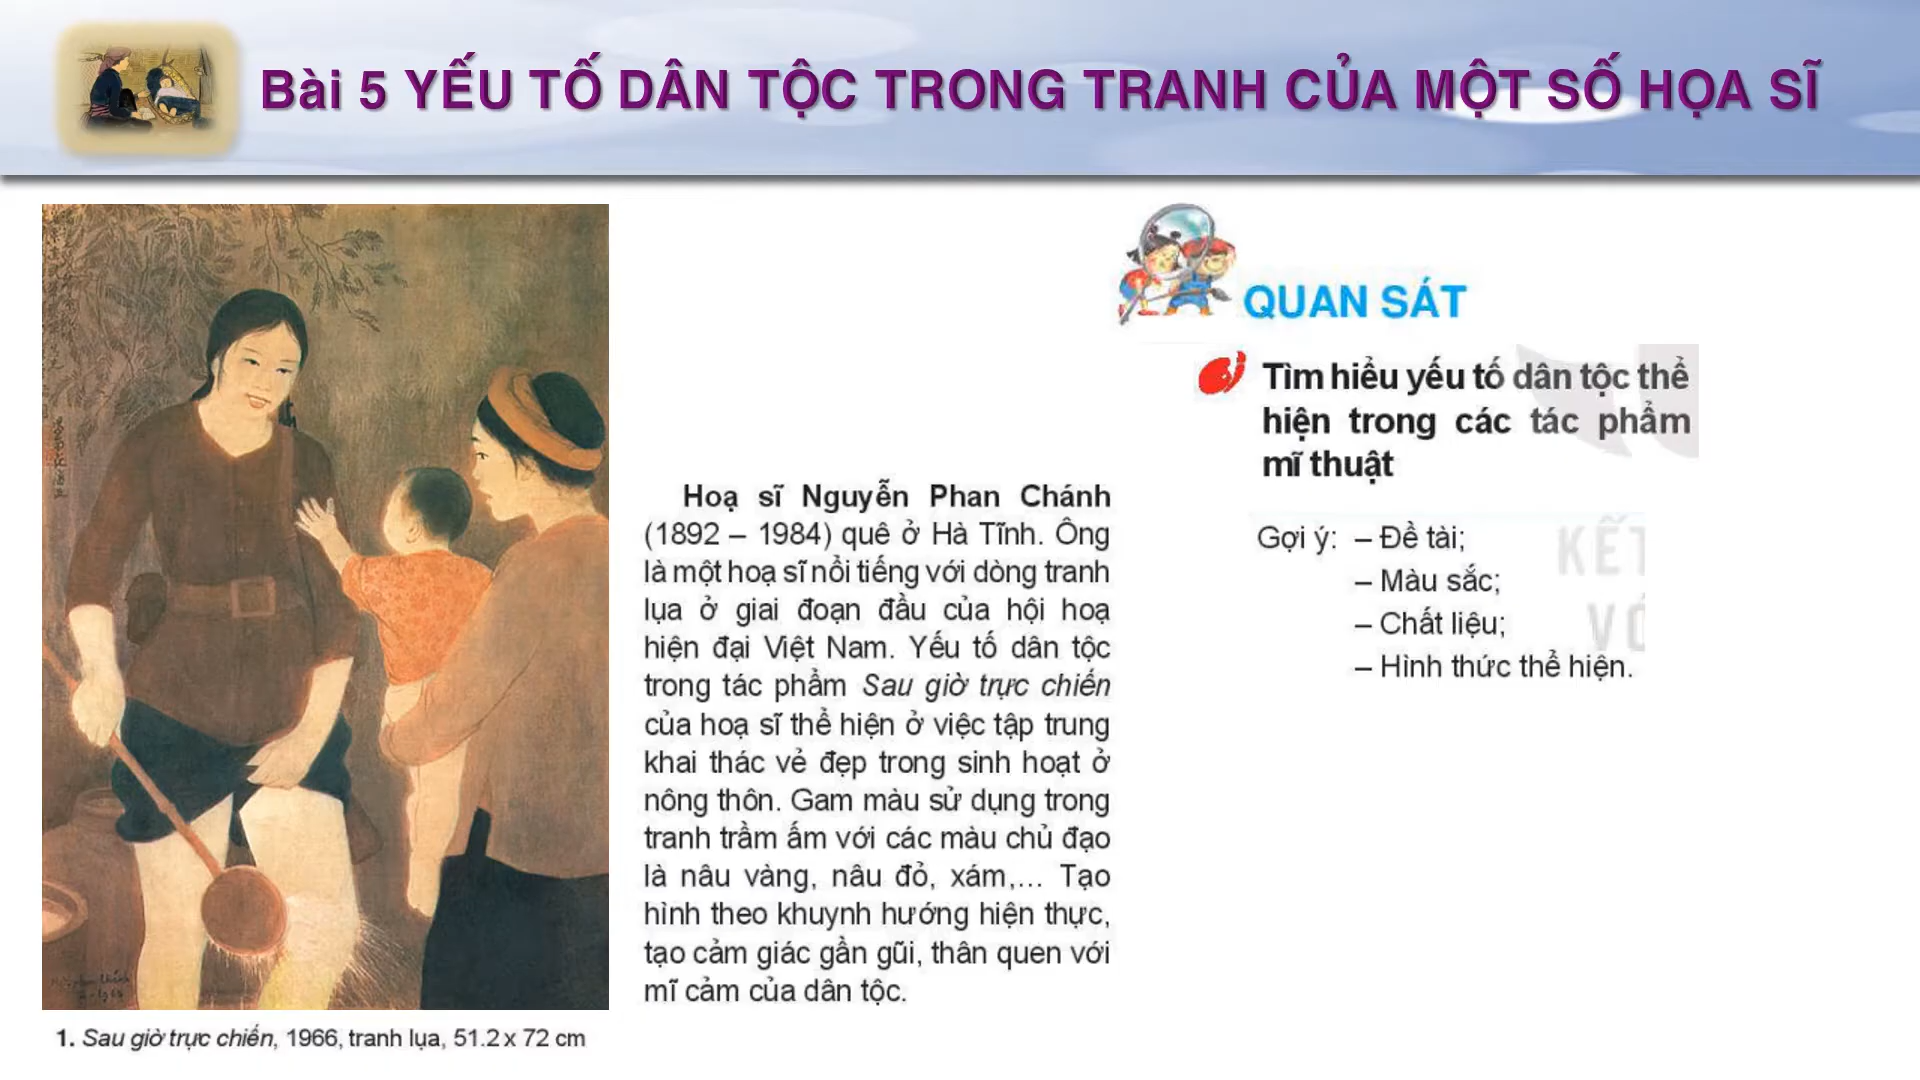 Bài 5 YẾU TỐ DÂN TỘC TRONG TRANH CỦA MỘT SỐ HỌA SĨ
Hoạ sĩ Nguyễn Phan Chánh
(1892 – 1984) quê ở Hà Tĩnh. Ông
là một hoạ sĩ nổi tiếng với dòng tranh
lụa ở giai đoạn đầu của hội hoạ
hiện đại Việt Nam. Yếu tố dân tộc
trong tác phẩm Sau giờ trực chiến
của hoạ sĩ thể hiện ở việc tập trung
khai thác vẻ đẹp trong sinh hoạt ở
nông thôn. Gam màu sử dụng trong
tranh trầm ấm với các màu chủ đạo
là nâu vàng, nâu đỏ, xám,... Tạo
hình theo khuynh hướng hiện thực,
tạo cảm giác gần gũi, thân quen với
mĩ cảm của dân tộc.
1. Sau giờ trực chiến, 1966, tranh lụa, 51.2 x 72 cm
QUAN SÁT
Tìm hiểu yếu tố dân tộc thể
hiện trong các tác phẩm
mĩ thuật
Gợi ý: – Đề tài;
– Màu sắc;
– Chất liệu;
– Hình thức thể hiện.
KẾT
VỚ